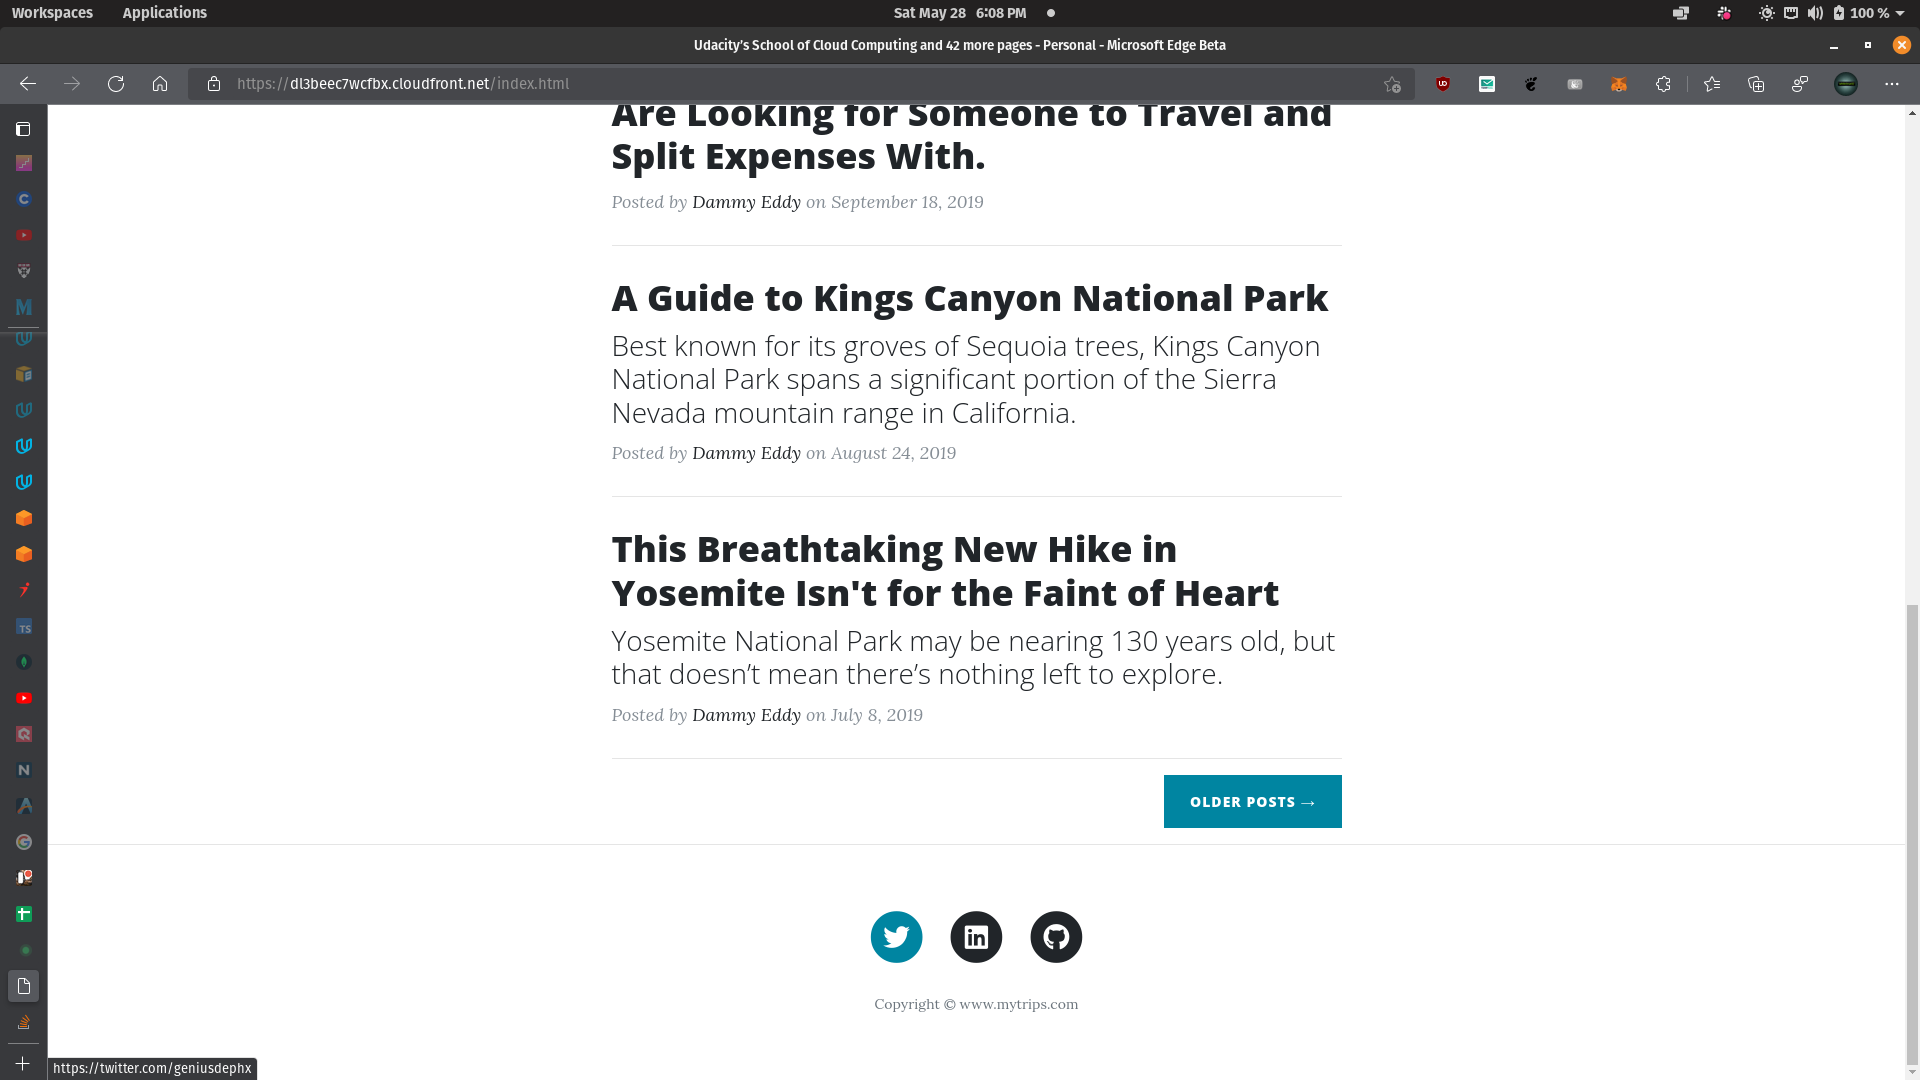 Workspaces Applications Sat May 28 6:08 PM 100 %
Udacity's School of Cloud Computing and 42 more pages - Personal - Microsoft Edge Beta
https://dl3beec7wcfbx.cloudfront.net/index.html
Are Looking for Someone to Travel and
Split Expenses With.
Posted by Dammy Eddy on September 18, 2019
A Guide to Kings Canyon National Park
Best known for its groves of Sequoia trees, Kings Canyon
National Park spans a significant portion of the Sierra
Nevada mountain range in California.
Posted by Dammy Eddy on August 24, 2019
This Breathtaking New Hike in
Yosemite Isn't for the Faint of Heart
Yosemite National Park may be nearing 130 years old, but
that doesn’t mean there’s nothing left to explore.
Posted by Dammy Eddy on July 8, 2019
OLDER POSTS →
Copyright © www.mytrips.com
https://twitter.com/geniusdephx